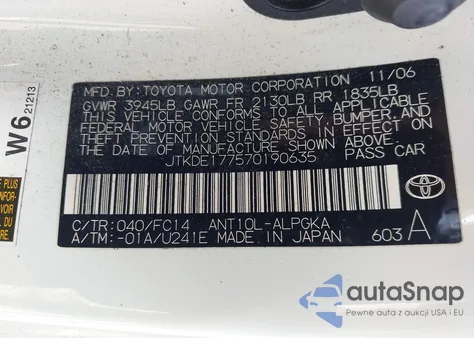 MFD. BY: TOYOTA MOTOR CORPORATION 11/06
GVWR 3945LB GAWR FR 2130LB RR 1835LB
THIS VEHICLE CONFORMS TO ALL APPLICABLE
FEDERAL MOTOR VEHICLE SAFETY, BUMPER, AND
THEFT PREVENTION STANDARDS IN EFFECT ON
THE DATE OF MANUFACTURE SHOWN ABOVE.
JTKDE177570190635 PASS CAR
TOYOTA
C/TR: 040/FC14 ANT10L-ALPGKA
A/TM: -01A/U241E MADE IN JAPAN 603 A
W6 21213
PLUS
autoSnap
Pewne auta z aukcji USA i EU